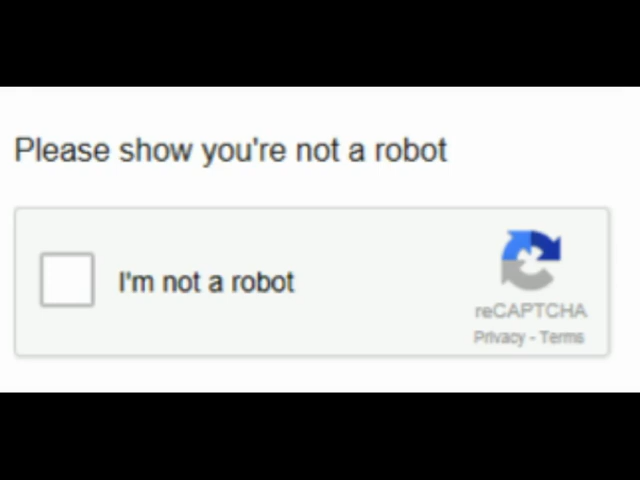 Please show you're not a robot
I'm not a robot
reCAPTCHA
Privacy - Terms